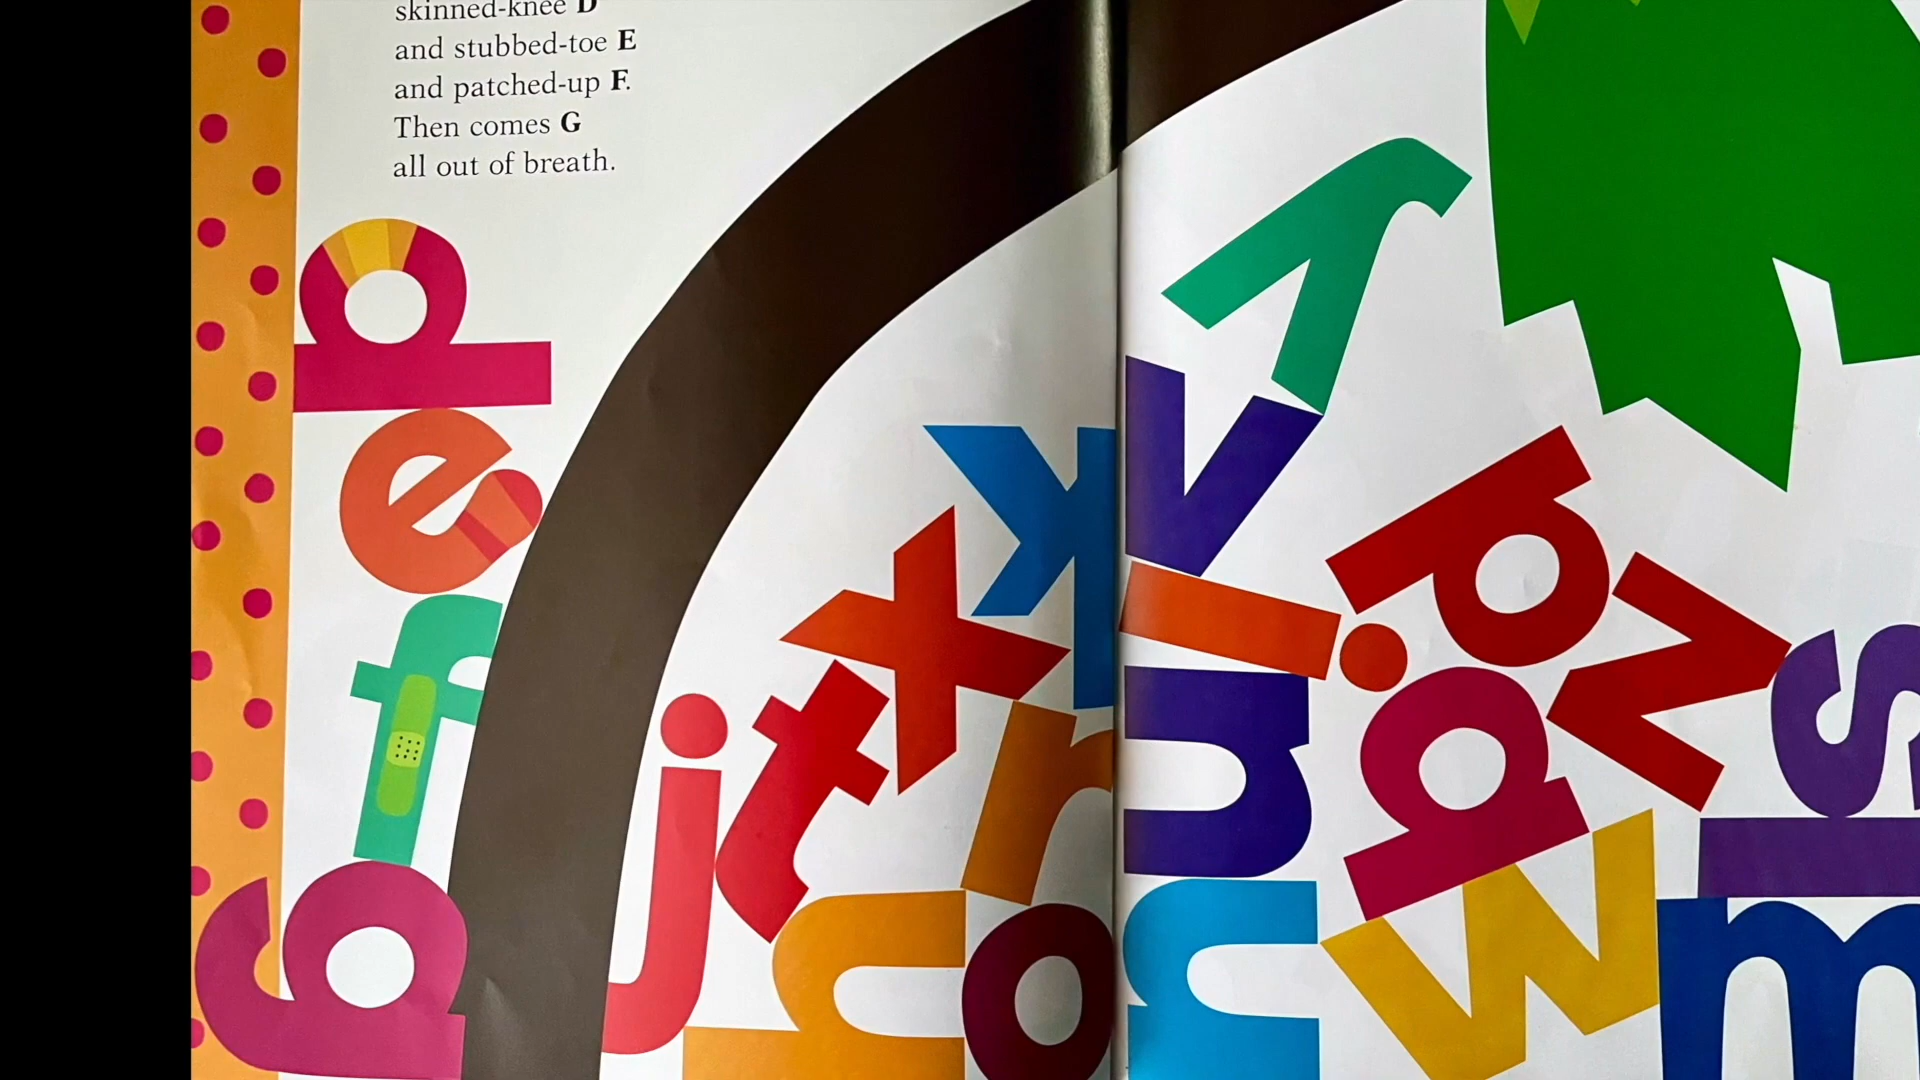 skinned-knee D
and stubbed-toe E
and patched-up F.
Then comes G
all out of breath.
d
e
f
g
j
t
x
k
r
h
o
y
v
i
u
n
p
q
z
w
s
l
m